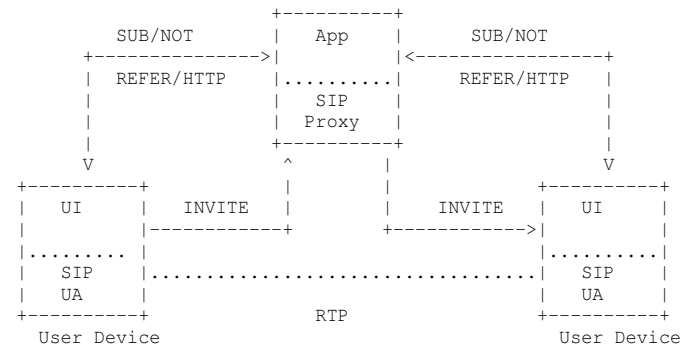 SUB/NOT App SUB/NOT
REFER/HTTP REFER/HTTP
SIP
Proxy
UI INVITE INVITE UI
SIP SIP
UA UA
RTP
User Device User Device